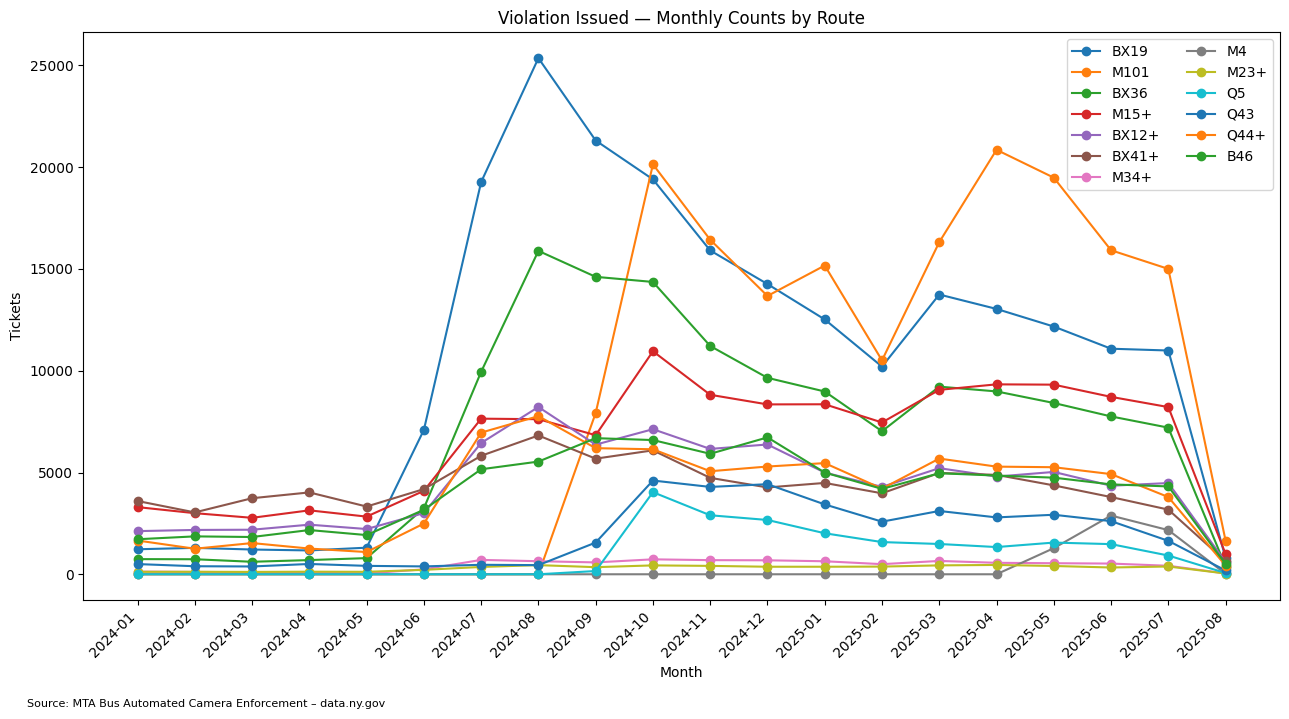 Violation Issued — Monthly Counts by Route
BX19
M101
BX36
M15+
BX12+
BX41+
M34+
M4
M23+
Q5
Q43
Q44+
B46
Tickets
25000
20000
15000
10000
5000
0
2024-01
2024-02
2024-03
2024-04
2024-05
2024-06
2024-07
2024-08
2024-09
2024-10
2024-11
2024-12
2025-01
2025-02
2025-03
2025-04
2025-05
2025-06
2025-07
2025-08
Month
Source: MTA Bus Automated Camera Enforcement – data.ny.gov